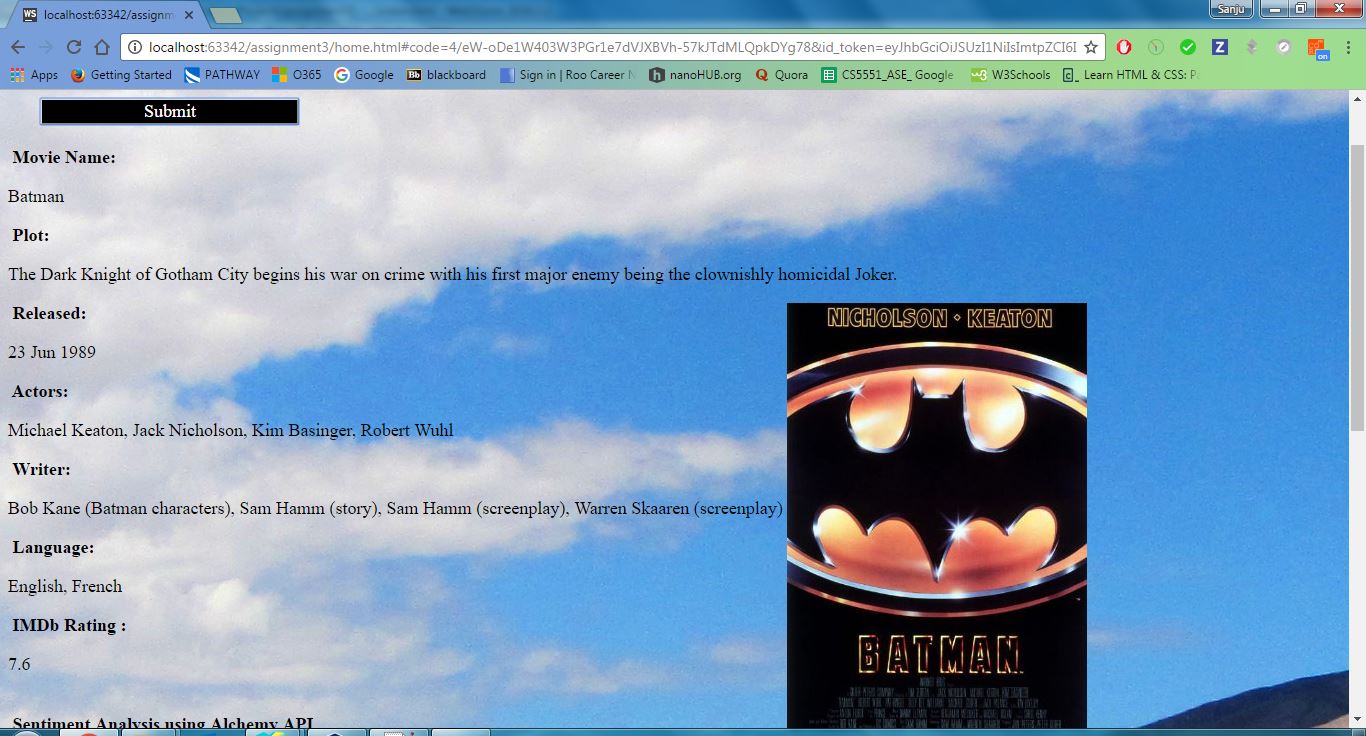 Sanju
WS localhost:63342/assignm
localhost:63342/assignment3/home.html#code=4/eW-oDe1W403W3PGr1e7dVJXBVh-57kJTdMLQpkDYg78&id_token=eyJhbGciOiJSUzI1NiIsImtpZCI6I
on
Apps Getting Started PATHWAY O365 Google Bb blackboard Sign in | Roo Career N nanoHUB.org Quora CS5551_ASE_ Google W3Schools Learn HTML & CSS: Pa
Submit
Movie Name:
Batman
Plot:
The Dark Knight of Gotham City begins his war on crime with his first major enemy being the clownishly homicidal Joker.
Released:
23 Jun 1989
NICHOLSON · KEATON
Actors:
Michael Keaton, Jack Nicholson, Kim Basinger, Robert Wuhl
Writer:
Bob Kane (Batman characters), Sam Hamm (story), Sam Hamm (screenplay), Warren Skaaren (screenplay)
Language:
English, French
IMDb Rating :
7.6
BATMAN
Sentiment Analysis using Alchemy API